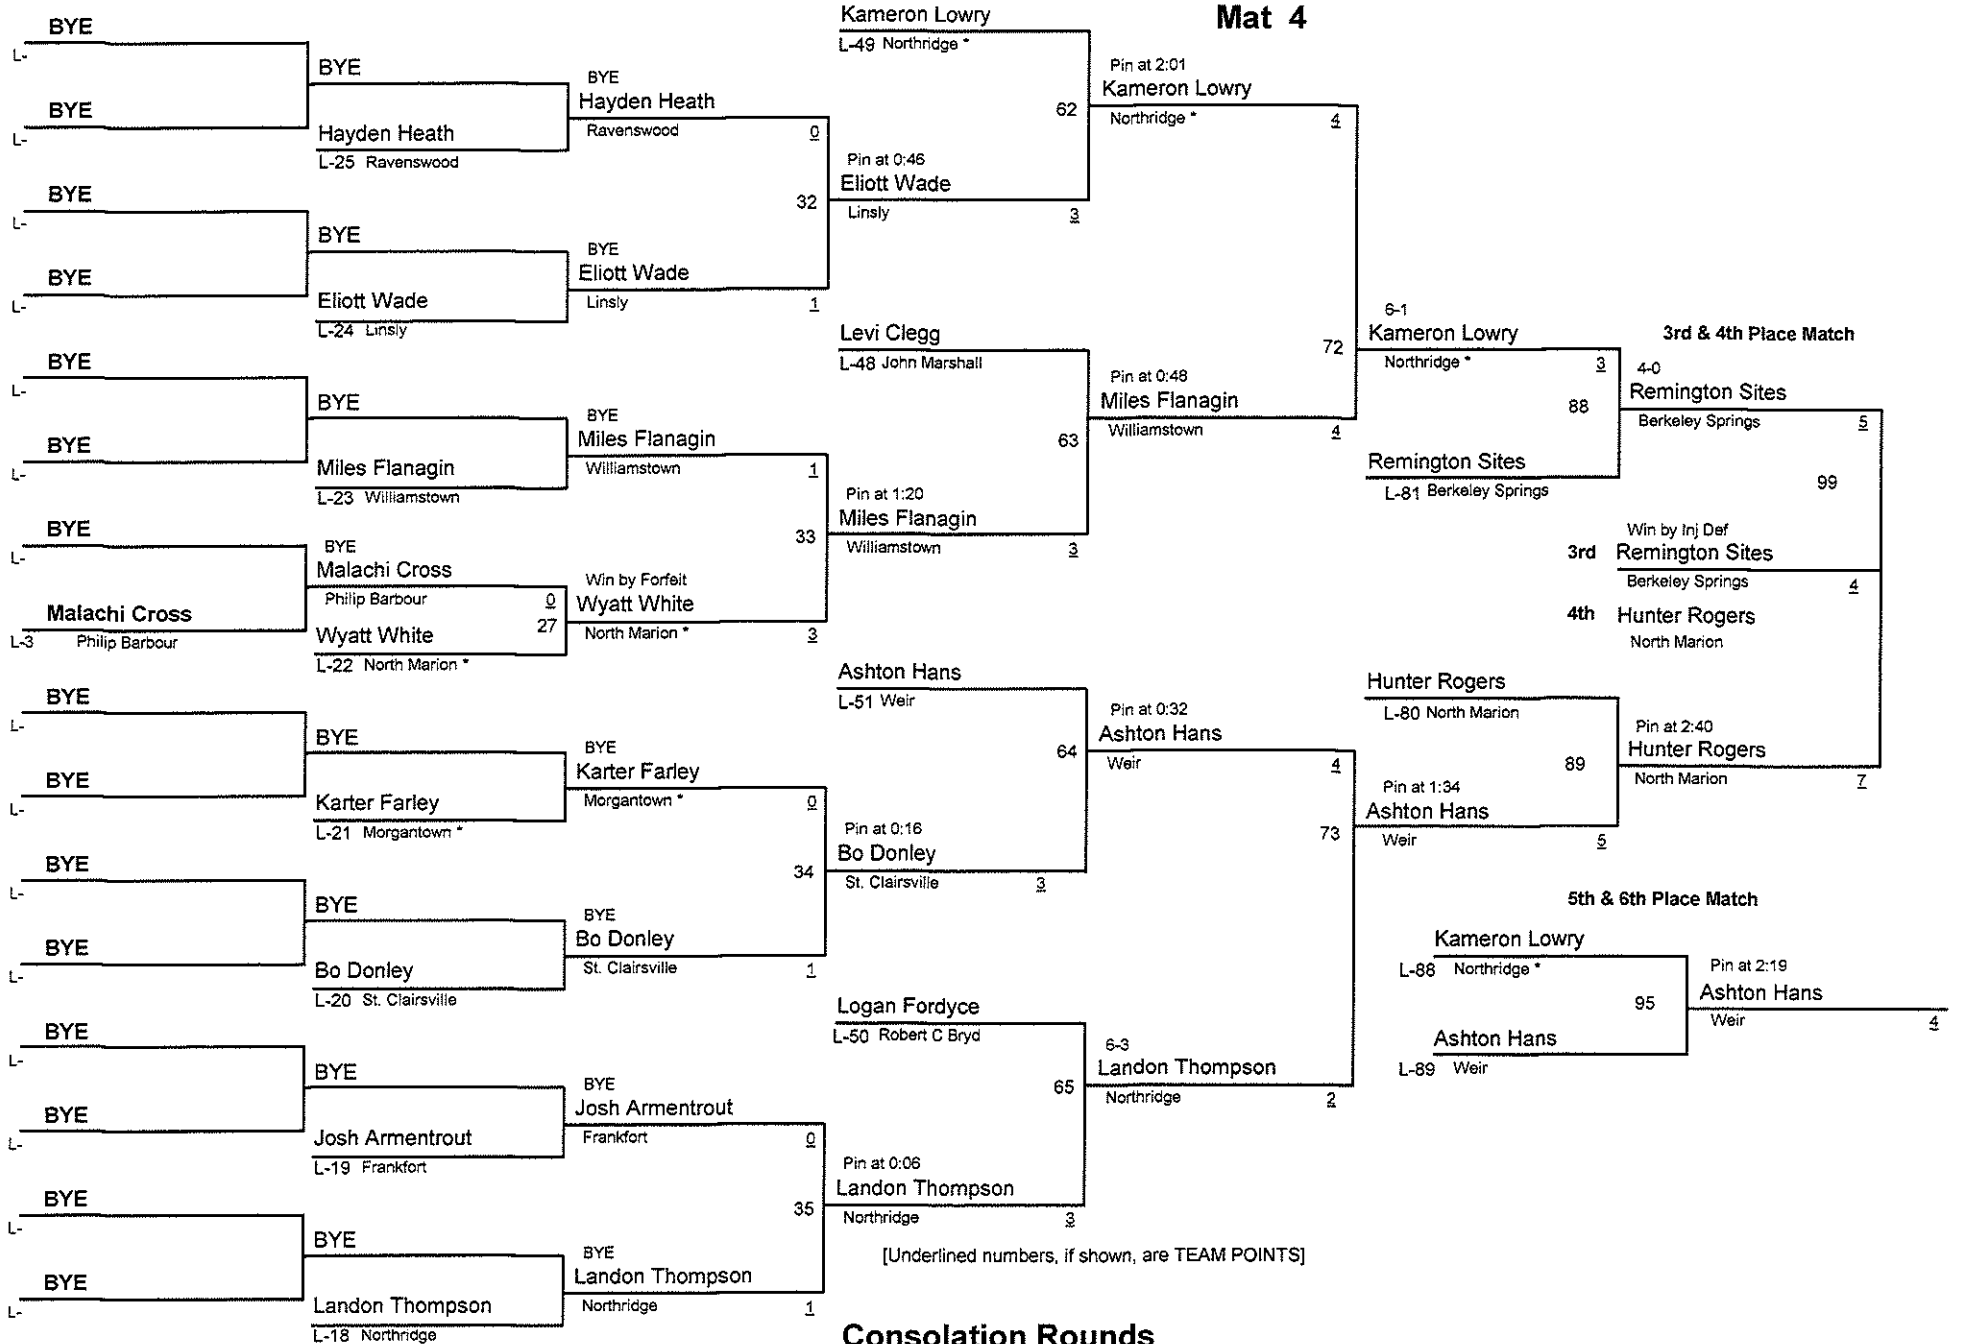 Mat 4
BYE
L-
BYE
L-
BYE
L-
BYE
L-
BYE
L-
BYE
L-
BYE
L-
Malachi Cross
L-3 Philip Barbour
BYE
L-
BYE
L-
BYE
L-
BYE
L-
BYE
L-
BYE
L-
BYE
L-
BYE
L-
BYE
Hayden Heath
L-25 Ravenswood
BYE
Eliott Wade
L-24 Linsly
BYE
Miles Flanagin
L-23 Williamstown
BYE
Malachi Cross
Philip Barbour
0
27
Wyatt White
L-22 North Marion *
BYE
Karter Farley
L-21 Morgantown *
BYE
Bo Donley
L-20 St. Clairsville
BYE
Josh Armentrout
L-19 Frankfort
BYE
Landon Thompson
L-18 Northridge
BYE
Hayden Heath
Ravenswood
0
32
BYE
Eliott Wade
Linsly
1
BYE
Miles Flanagin
Williamstown
1
33
Win by Forfeit
Wyatt White
North Marion *
3
BYE
Karter Farley
Morgantown *
0
34
BYE
Bo Donley
St. Clairsville
1
BYE
Josh Armentrout
Frankfort
0
35
BYE
Landon Thompson
Northridge
1
Kameron Lowry
L-49 Northridge *
62
Pin at 0:46
Eliott Wade
Linsly
3
Levi Clegg
L-48 John Marshall
63
Pin at 1:20
Miles Flanagin
Williamstown
3
Ashton Hans
L-51 Weir
64
Pin at 0:16
Bo Donley
St. Clairsville
3
Logan Fordyce
L-50 Robert C Bryd
65
Pin at 0:06
Landon Thompson
Northridge
3
Pin at 2:01
Kameron Lowry
Northridge *
4
72
Pin at 0:48
Miles Flanagin
Williamstown
4
Pin at 0:32
Ashton Hans
Weir
4
73
6-3
Landon Thompson
Northridge
2
6-1
Kameron Lowry
Northridge *
3
88
Remington Sites
L-81 Berkeley Springs
Hunter Rogers
L-80 North Marion
89
Pin at 1:34
Ashton Hans
Weir
5
3rd & 4th Place Match
4-0
Remington Sites
Berkeley Springs
5
99
Win by Inj Def
3rd Remington Sites
Berkeley Springs
4
4th Hunter Rogers
North Marion
Pin at 2:40
Hunter Rogers
North Marion
7
5th & 6th Place Match
Kameron Lowry
L-88 Northridge *
95
Ashton Hans
L-89 Weir
Pin at 2:19
Ashton Hans
Weir
4
[Underlined numbers, if shown, are TEAM POINTS]
Consolation Rounds